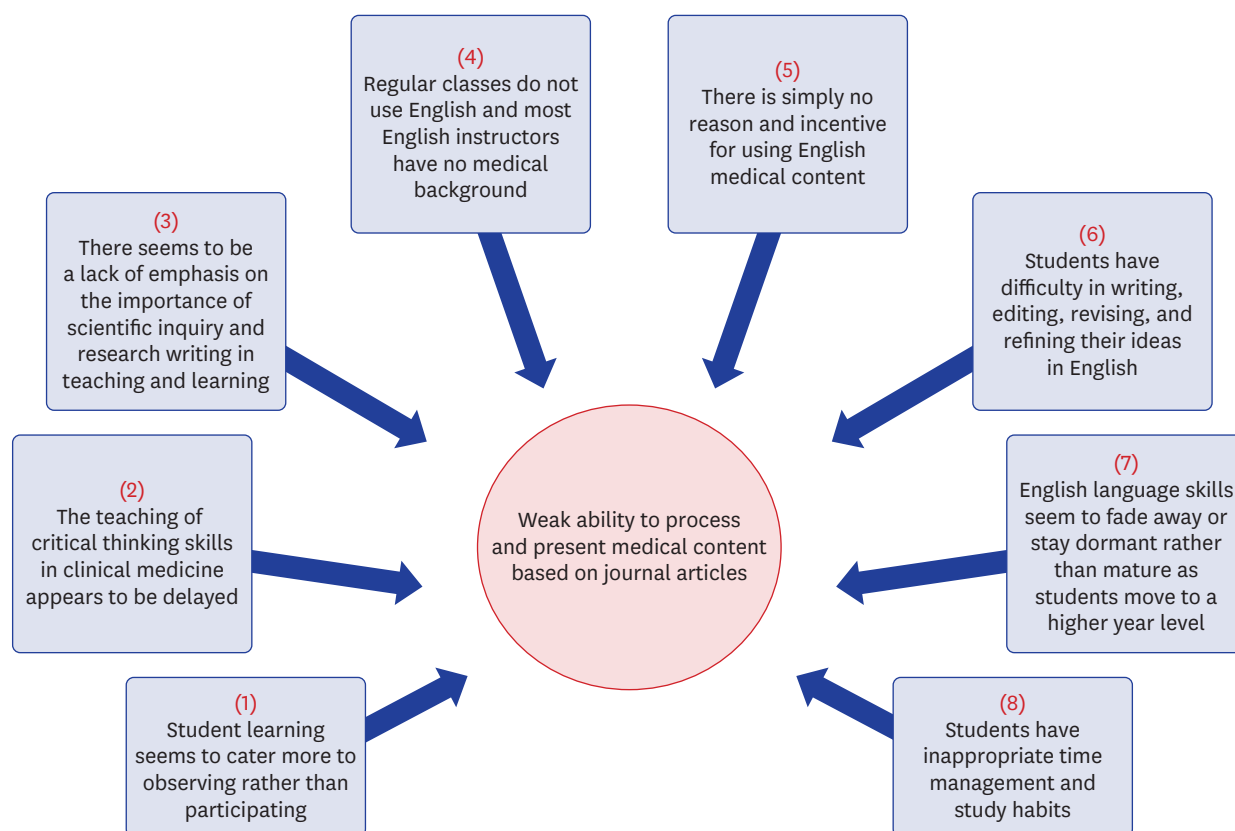 (1)
Student learning
seems to cater more to
observing rather than
participating
(2)
The teaching of
critical thinking skills
in clinical medicine
appears to be delayed
(3)
There seems to be
a lack of emphasis on
the importance of
scientific inquiry and
research writing in
teaching and learning
(4)
Regular classes do not
use English and most
English instructors
have no medical
background
(5)
There is simply no
reason and incentive
for using English
medical content
(6)
Students have
difficulty in writing,
editing, revising, and
refining their ideas
in English
(7)
English language skills
seem to fade away or
stay dormant rather
than mature as
students move to a
higher year level
(8)
Students have
inappropriate time
management and
study habits
Weak ability to process
and present medical content
based on journal articles